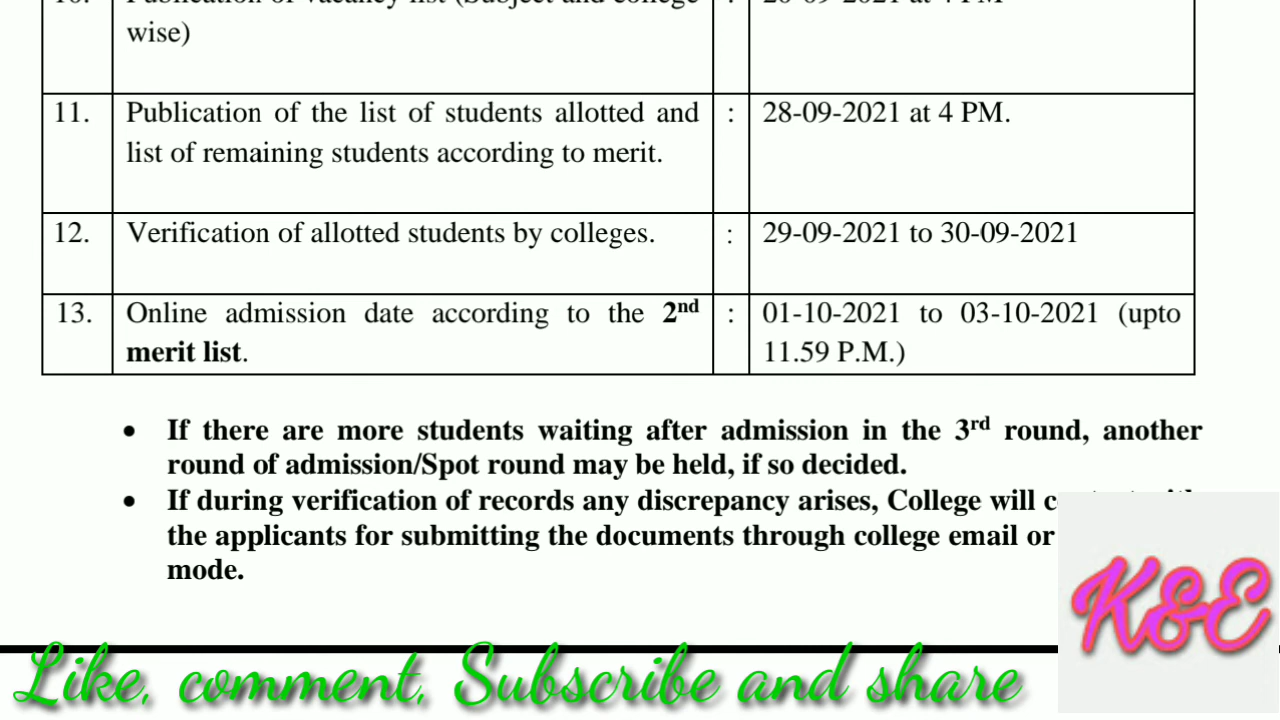 wise)
11. Publication of the list of students allotted and : 28-09-2021 at 4 PM.
list of remaining students according to merit.
12. Verification of allotted students by colleges. : 29-09-2021 to 30-09-2021
13. Online admission date according to the 2nd : 01-10-2021 to 03-10-2021 (upto
merit list. 11.59 P.M.)
• If there are more students waiting after admission in the 3rd round, another
round of admission/Spot round may be held, if so decided.
• If during verification of records any discrepancy arises, College will
the applicants for submitting the documents through college email or
mode.
K&E
Like, comment, Subscribe and share